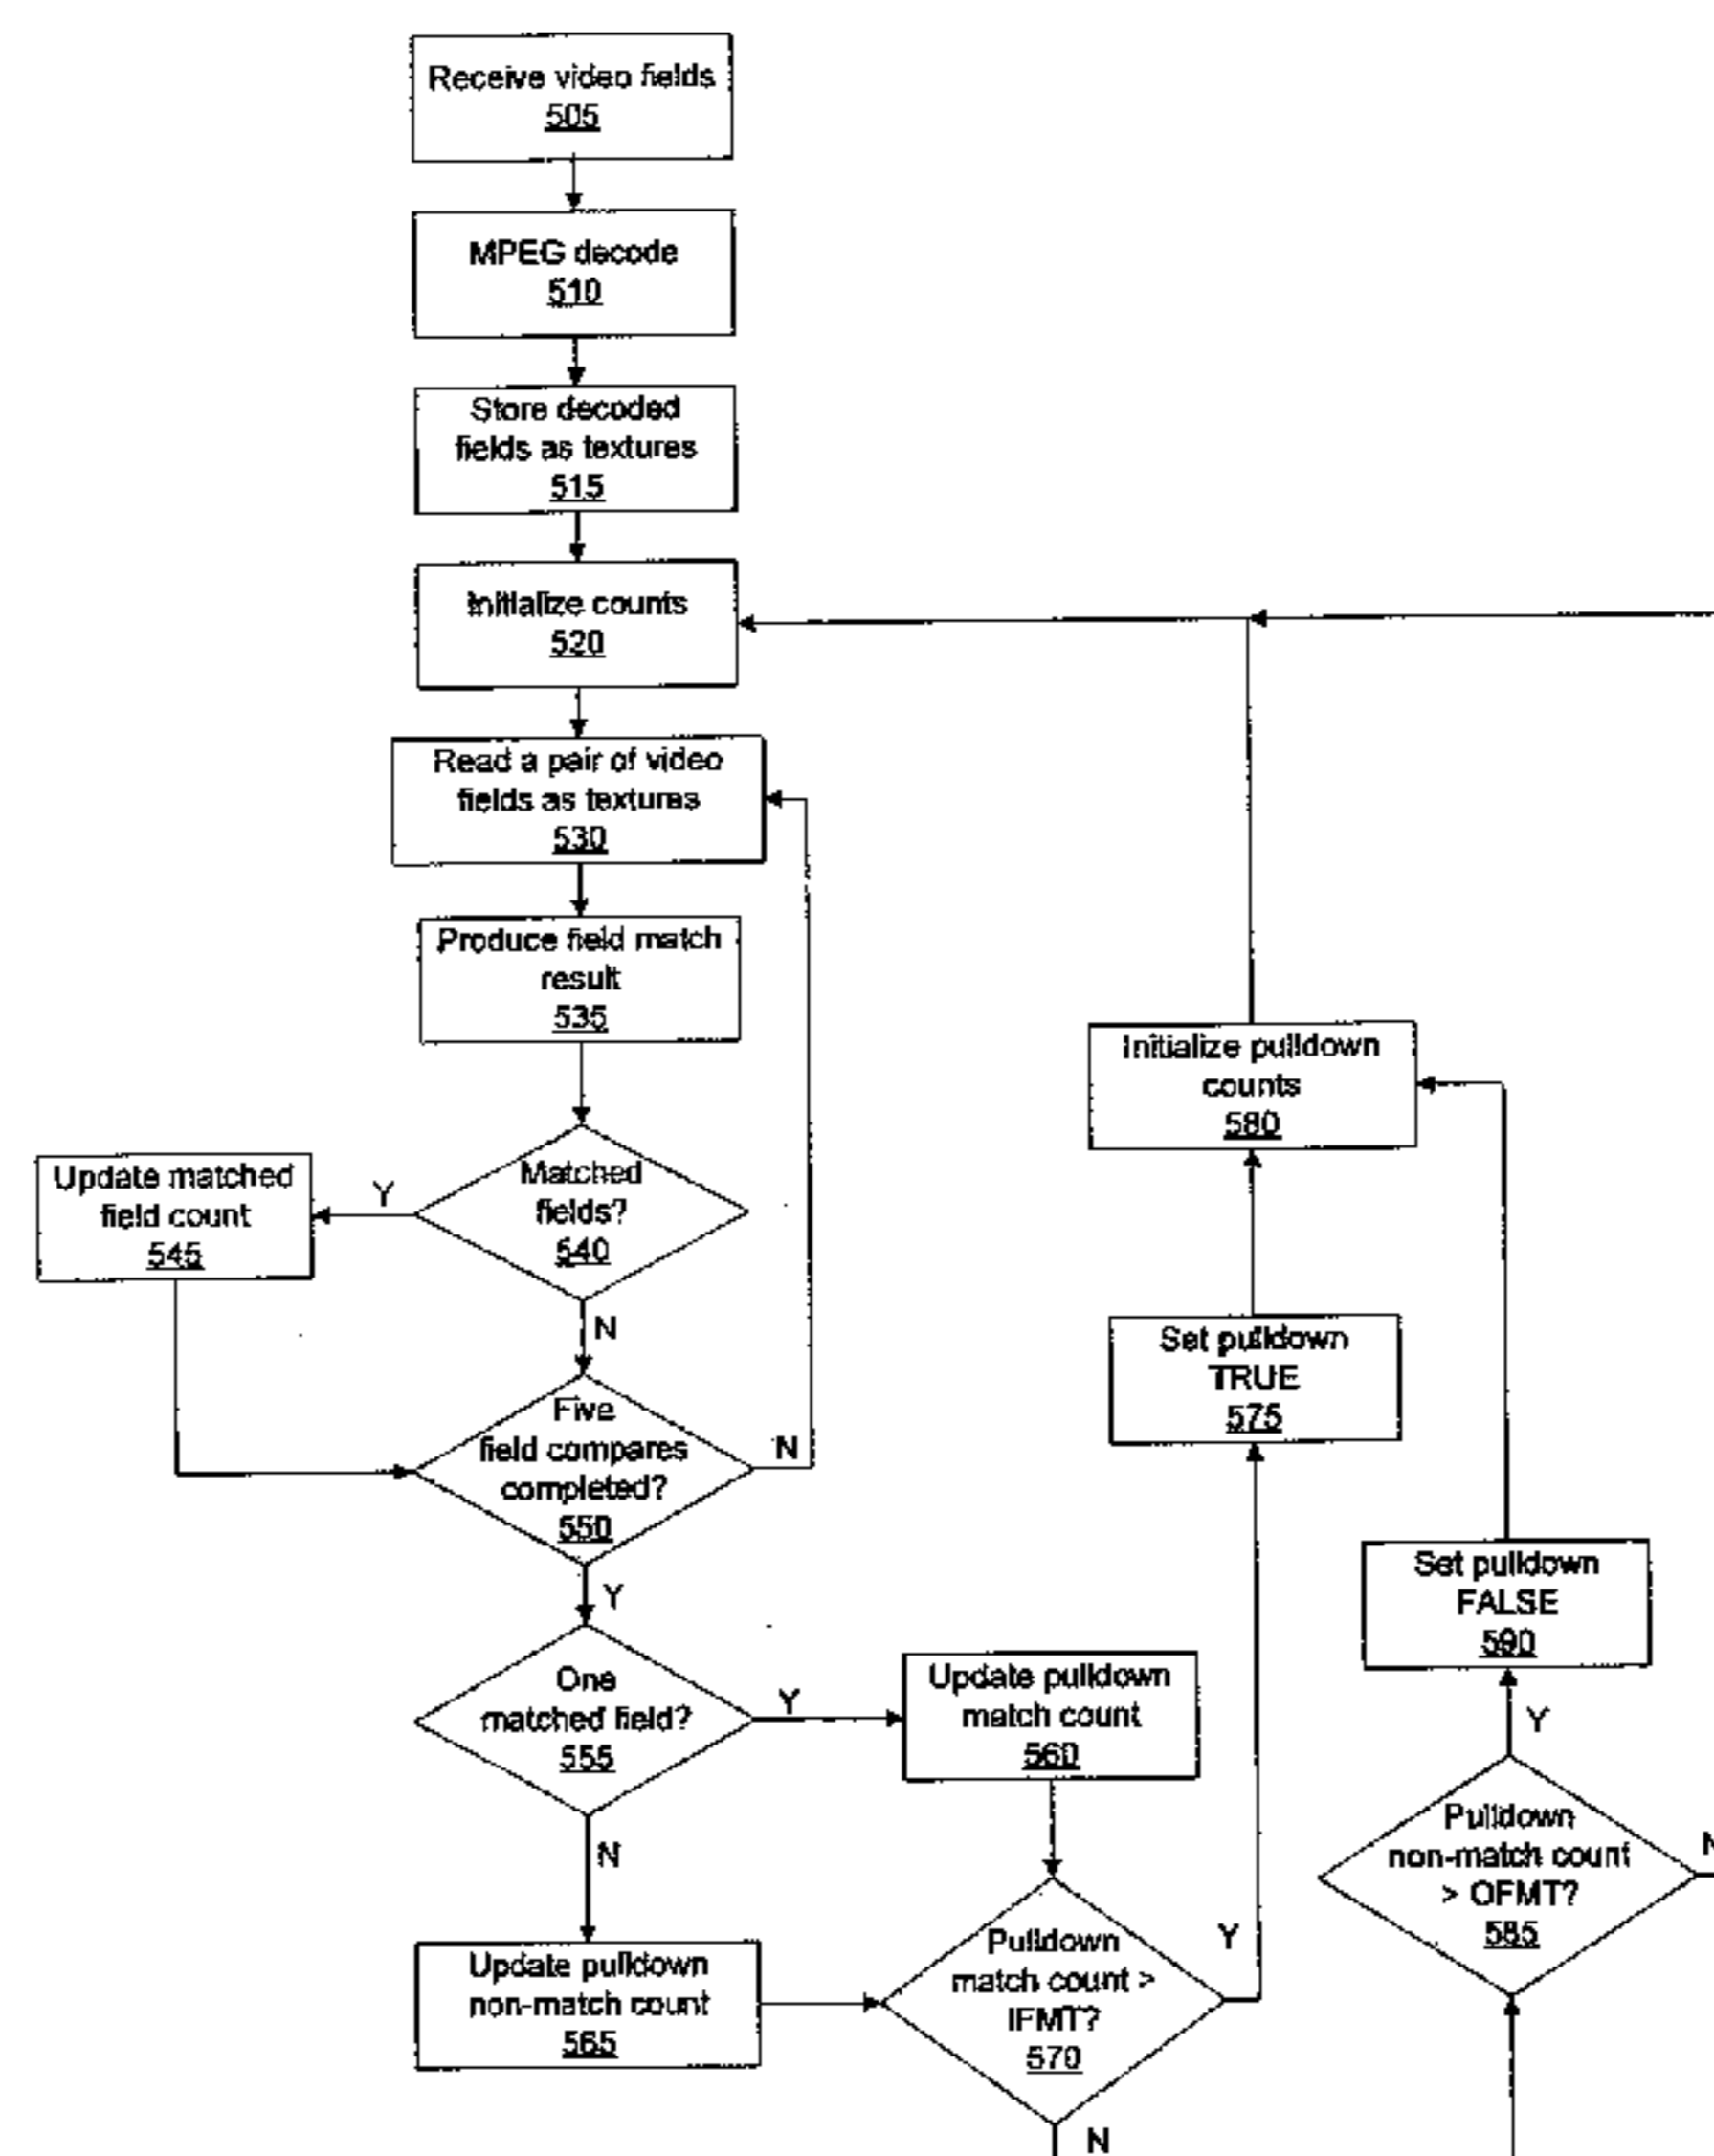 Receive video fields
505
MPEG decode
510
Store decoded
fields as textures
515
Initialize counts
520
Read a pair of video
fields as textures
530
Produce field match
result
535
Matched
fields?
540
Y
N
Update matched
field count
545
Five
field compares
completed?
550
N
Y
One
matched field?
555
Y
N
Update pulldown
match count
560
Update pulldown
non-match count
565
Pulldown
match count >
IFMT?
570
Y
N
Set pulldown
TRUE
575
Initialize pulldown
counts
580
Set pulldown
FALSE
590
Y
Pulldown
non-match count
> OFMT?
585
N